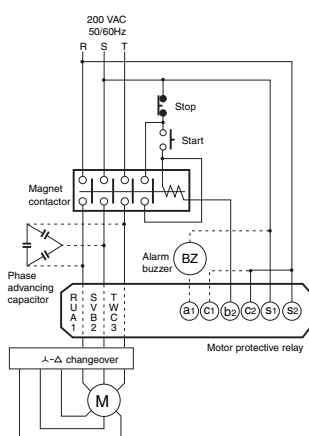 200 VAC
50/60Hz
R S T
Stop
Start
Magnet
contactor
Alarm
buzzer
BZ
Phase
advancing
capacitor
R S T
U V W
A B C
1 2 3
a1 c1 b2 c2 s1 s2
Motor protective relay
⅄-Δ changeover
M